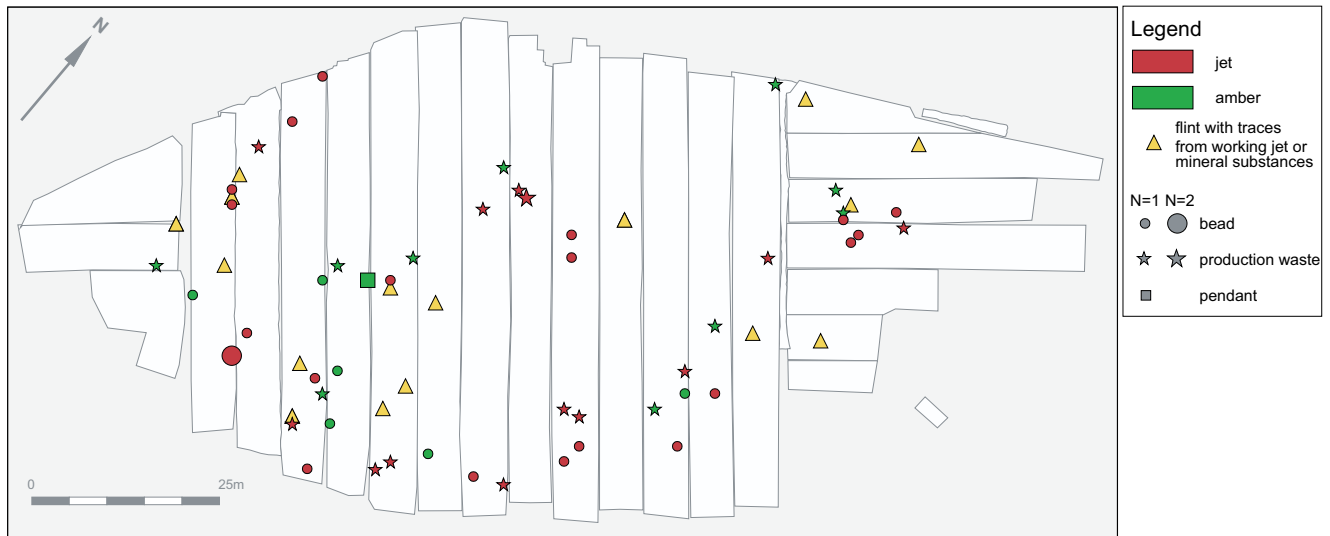 N
Legend
jet
amber
flint with traces
from working jet or
mineral substances
N=1 N=2
bead
production waste
pendant
0 25m